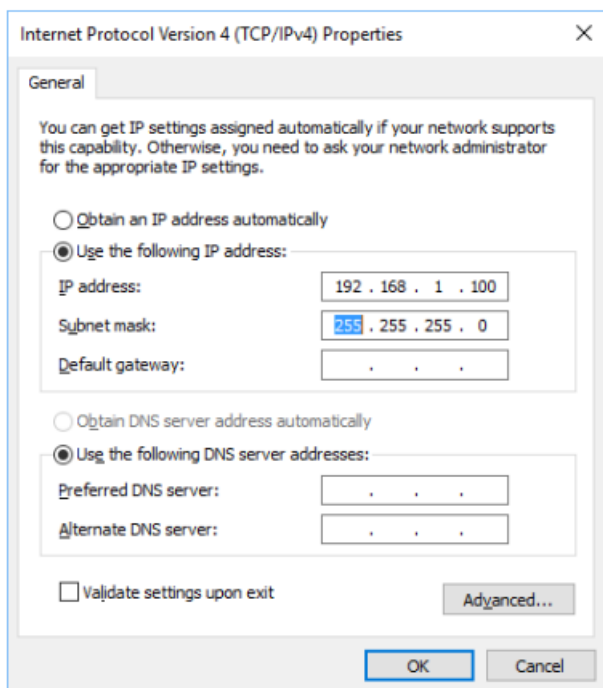 Internet Protocol Version 4 (TCP/IPv4) Properties
General
You can get IP settings assigned automatically if your network supports
this capability. Otherwise, you need to ask your network administrator
for the appropriate IP settings.
Obtain an IP address automatically
Use the following IP address:
IP address: 192 . 168 . 1 . 100
Subnet mask: 255 . 255 . 255 . 0
Default gateway: . . .
Obtain DNS server address automatically
Use the following DNS server addresses:
Preferred DNS server: . . .
Alternate DNS server: . . .
Validate settings upon exit
Advanced...
OK Cancel